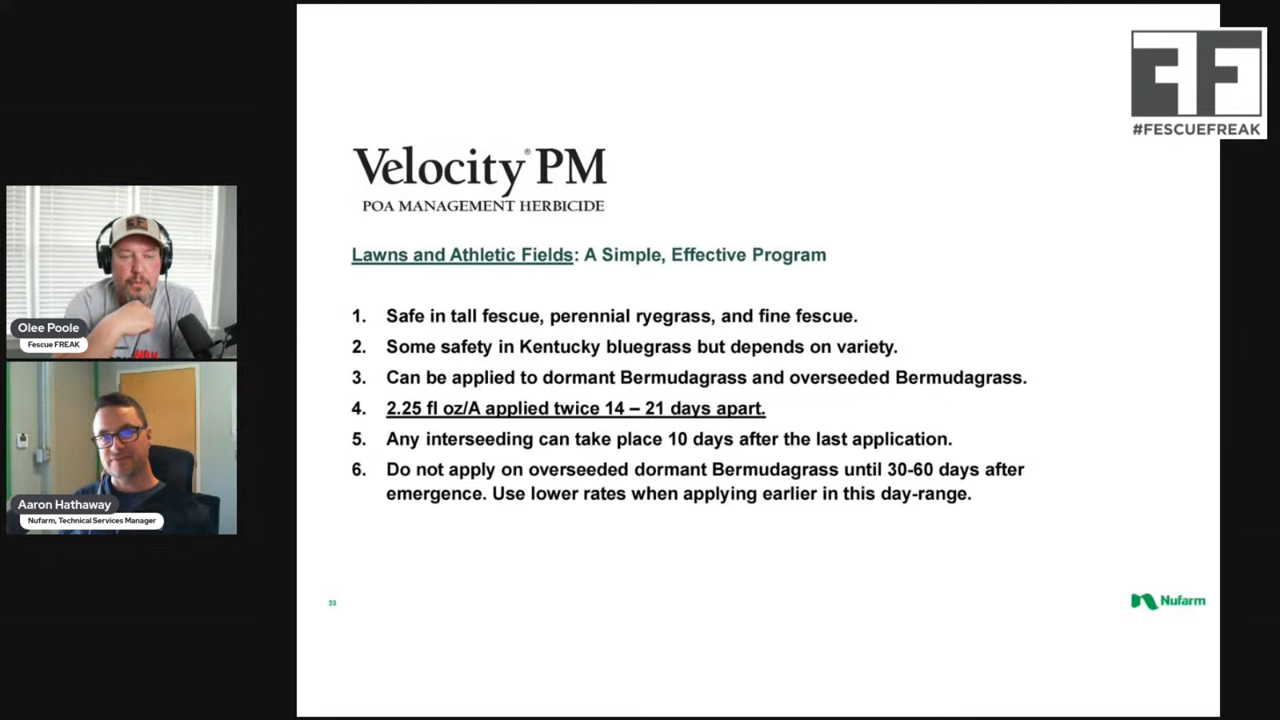 #FESCUEFREAK
Velocity® PM
POA MANAGEMENT HERBICIDE
Lawns and Athletic Fields: A Simple, Effective Program
1. Safe in tall fescue, perennial ryegrass, and fine fescue.
2. Some safety in Kentucky bluegrass but depends on variety.
3. Can be applied to dormant Bermudagrass and overseeded Bermudagrass.
4. 2.25 fl oz/A applied twice 14 – 21 days apart.
5. Any interseeding can take place 10 days after the last application.
6. Do not apply on overseeded dormant Bermudagrass until 30-60 days after
emergence. Use lower rates when applying earlier in this day-range.
23
Nufarm
Olee Poole
Fescue FREAK
Aaron Hathaway
Nufarm, Technical Services Manager